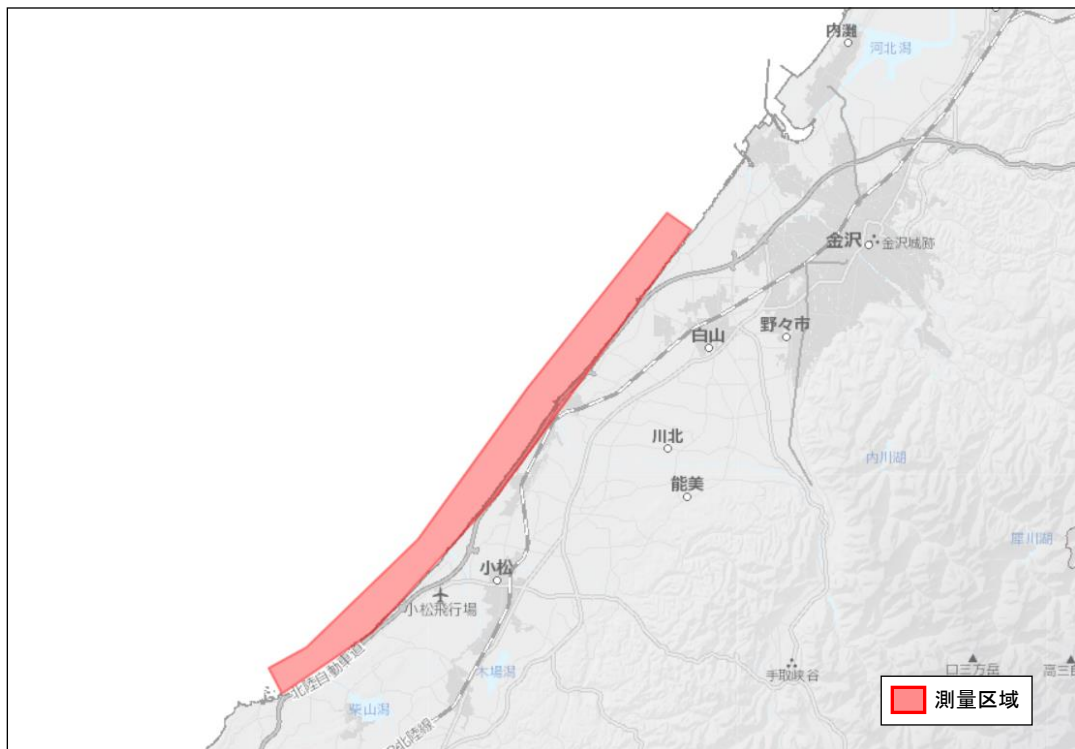 内灘
河北潟
金沢
金沢城跡
白山
野々市
川北
能美
内川湖
犀川湖
小松
小松飛行場
木場潟
北陸自動車道
柴山潟
北陸線
手取峡谷
口三方岳
測量区域